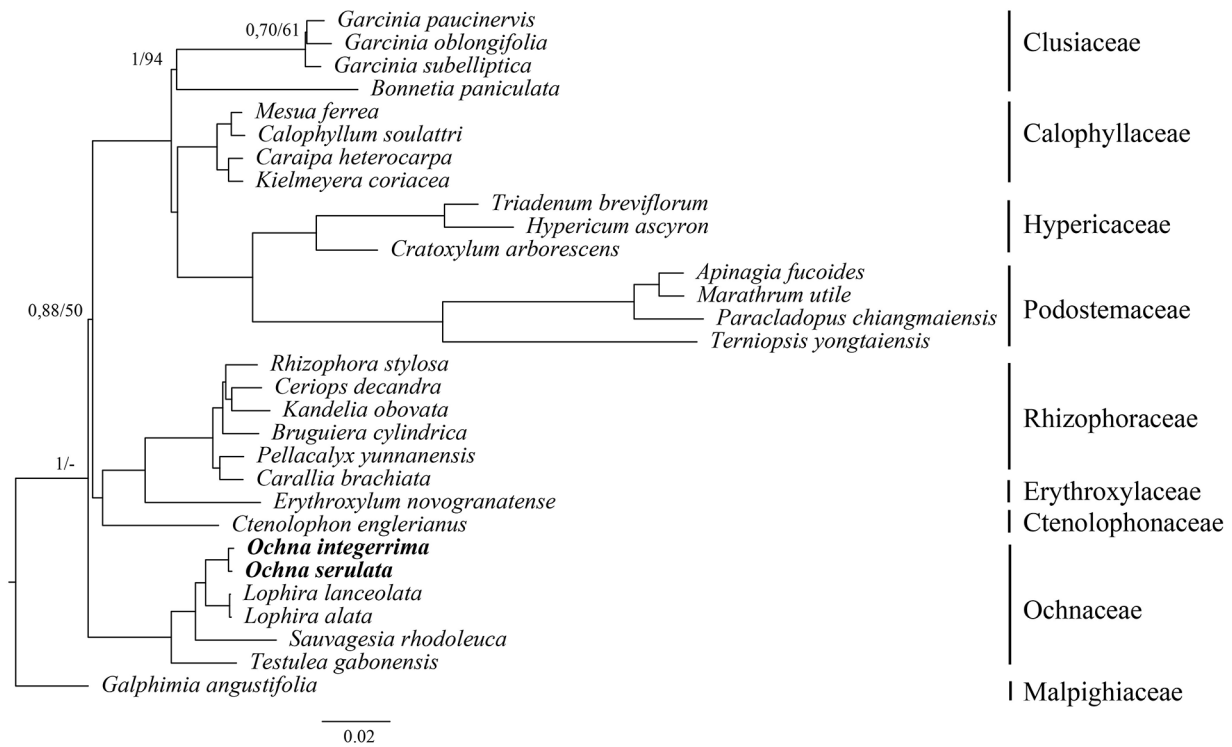 Garcinia paucinervis
0,70/61
Garcinia oblongifolia
Clusiaceae
1/94
Garcinia subelliptica
Bonnetia paniculata
Mesua ferrea
Calophyllum soulattri
Calophyllaceae
Caraipa heterocarpa
Kielmeyera coriacea
Triadenum breviflorum
Hypericum ascyron
Hypericaceae
Cratoxylum arborescens
Apinagia fucoides
Marathrum utile
0,88/50
Podostemaceae
Paracladopus chiangmaiensis
Terniopsis yongtaiensis
Rhizophora stylosa
Ceriops decandra
Kandelia obovata
Rhizophoraceae
Bruguiera cylindrica
Pellacalyx yunnanensis
1/-
Carallia brachiata
Erythroxylaceae
Erythroxylum novogranatense
Ctenolophon englerianus
Ctenolophonaceae
Ochna integerrima
Ochna serulata
Lophira lanceolata
Ochnaceae
Lophira alata
Sauvagesia rhodoleuca
Testulea gabonensis
Galphimia angustifolia
Malpighiaceae
0.02